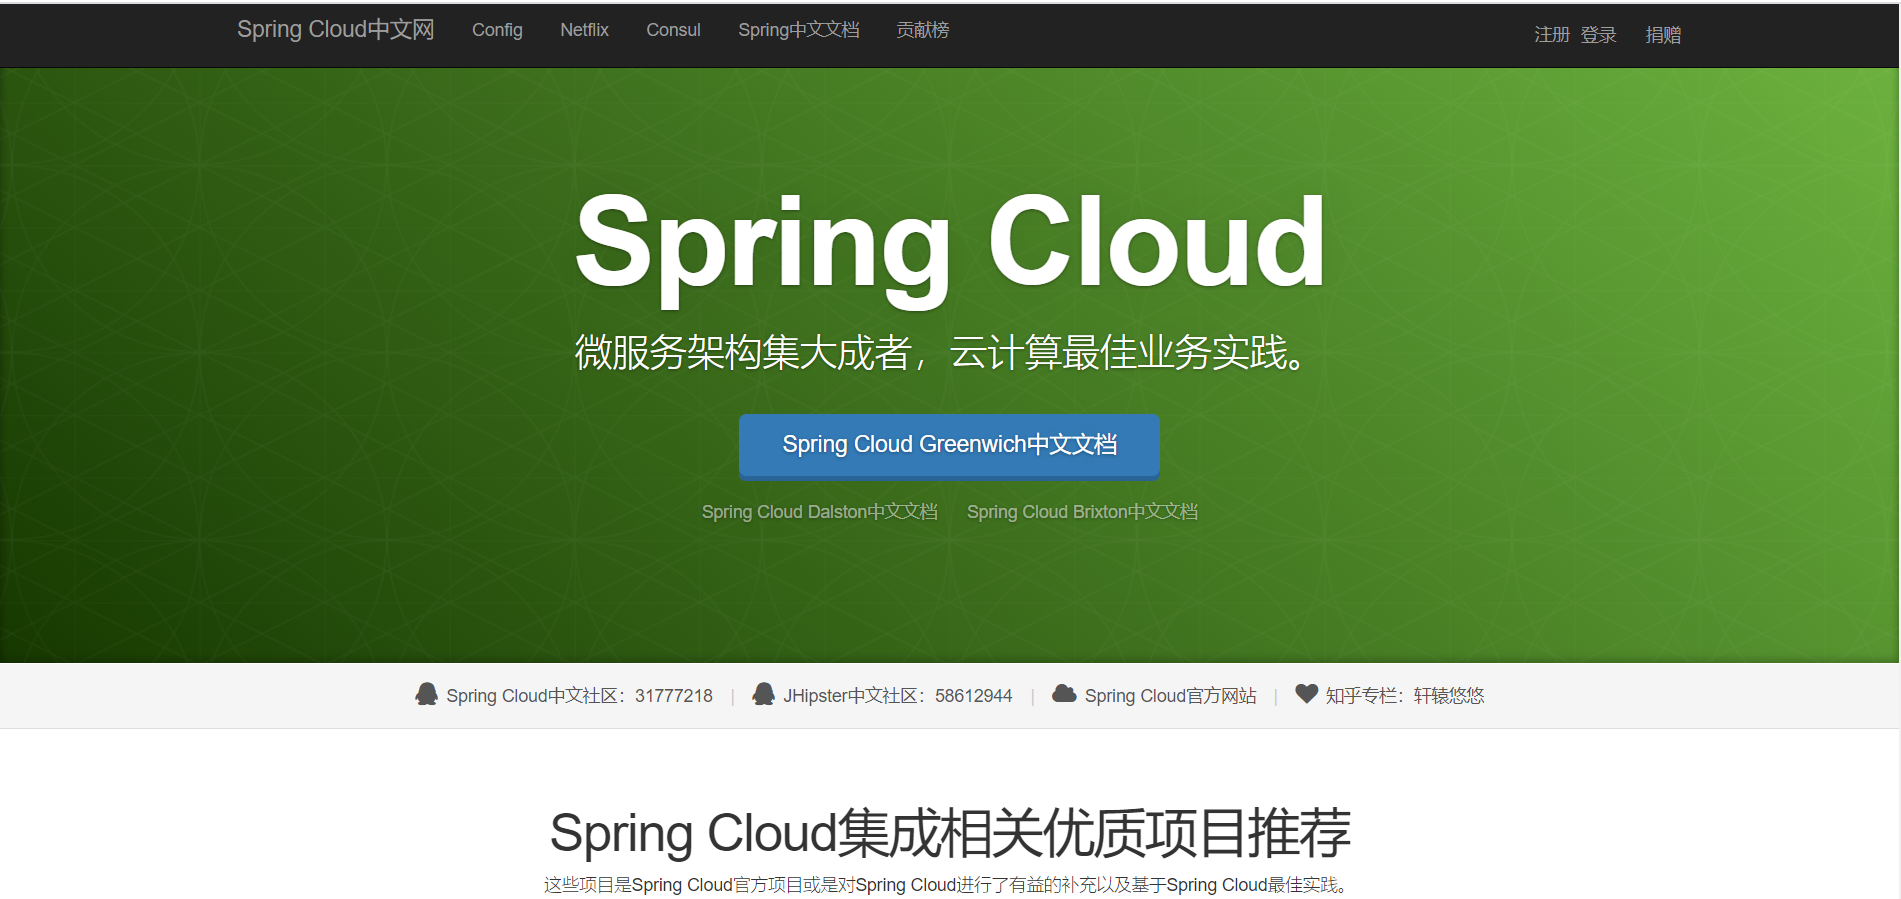 Spring Cloud中文网 Config Netflix Consul Spring中文文档 贡献榜 注册 登录 捐赠
Spring Cloud
微服务架构集大成者，云计算最佳业务实践。
Spring Cloud Greenwich中文文档
Spring Cloud Dalston中文文档 Spring Cloud Brixton中文文档
Spring Cloud中文社区：31777218 | JHipster中文社区：58612944 | Spring Cloud官方网站 | 知乎专栏：轩辕悠悠
Spring Cloud集成相关优质项目推荐
这些项目是Spring Cloud官方项目或是对Spring Cloud进行了有益的补充以及基于Spring Cloud最佳实践。